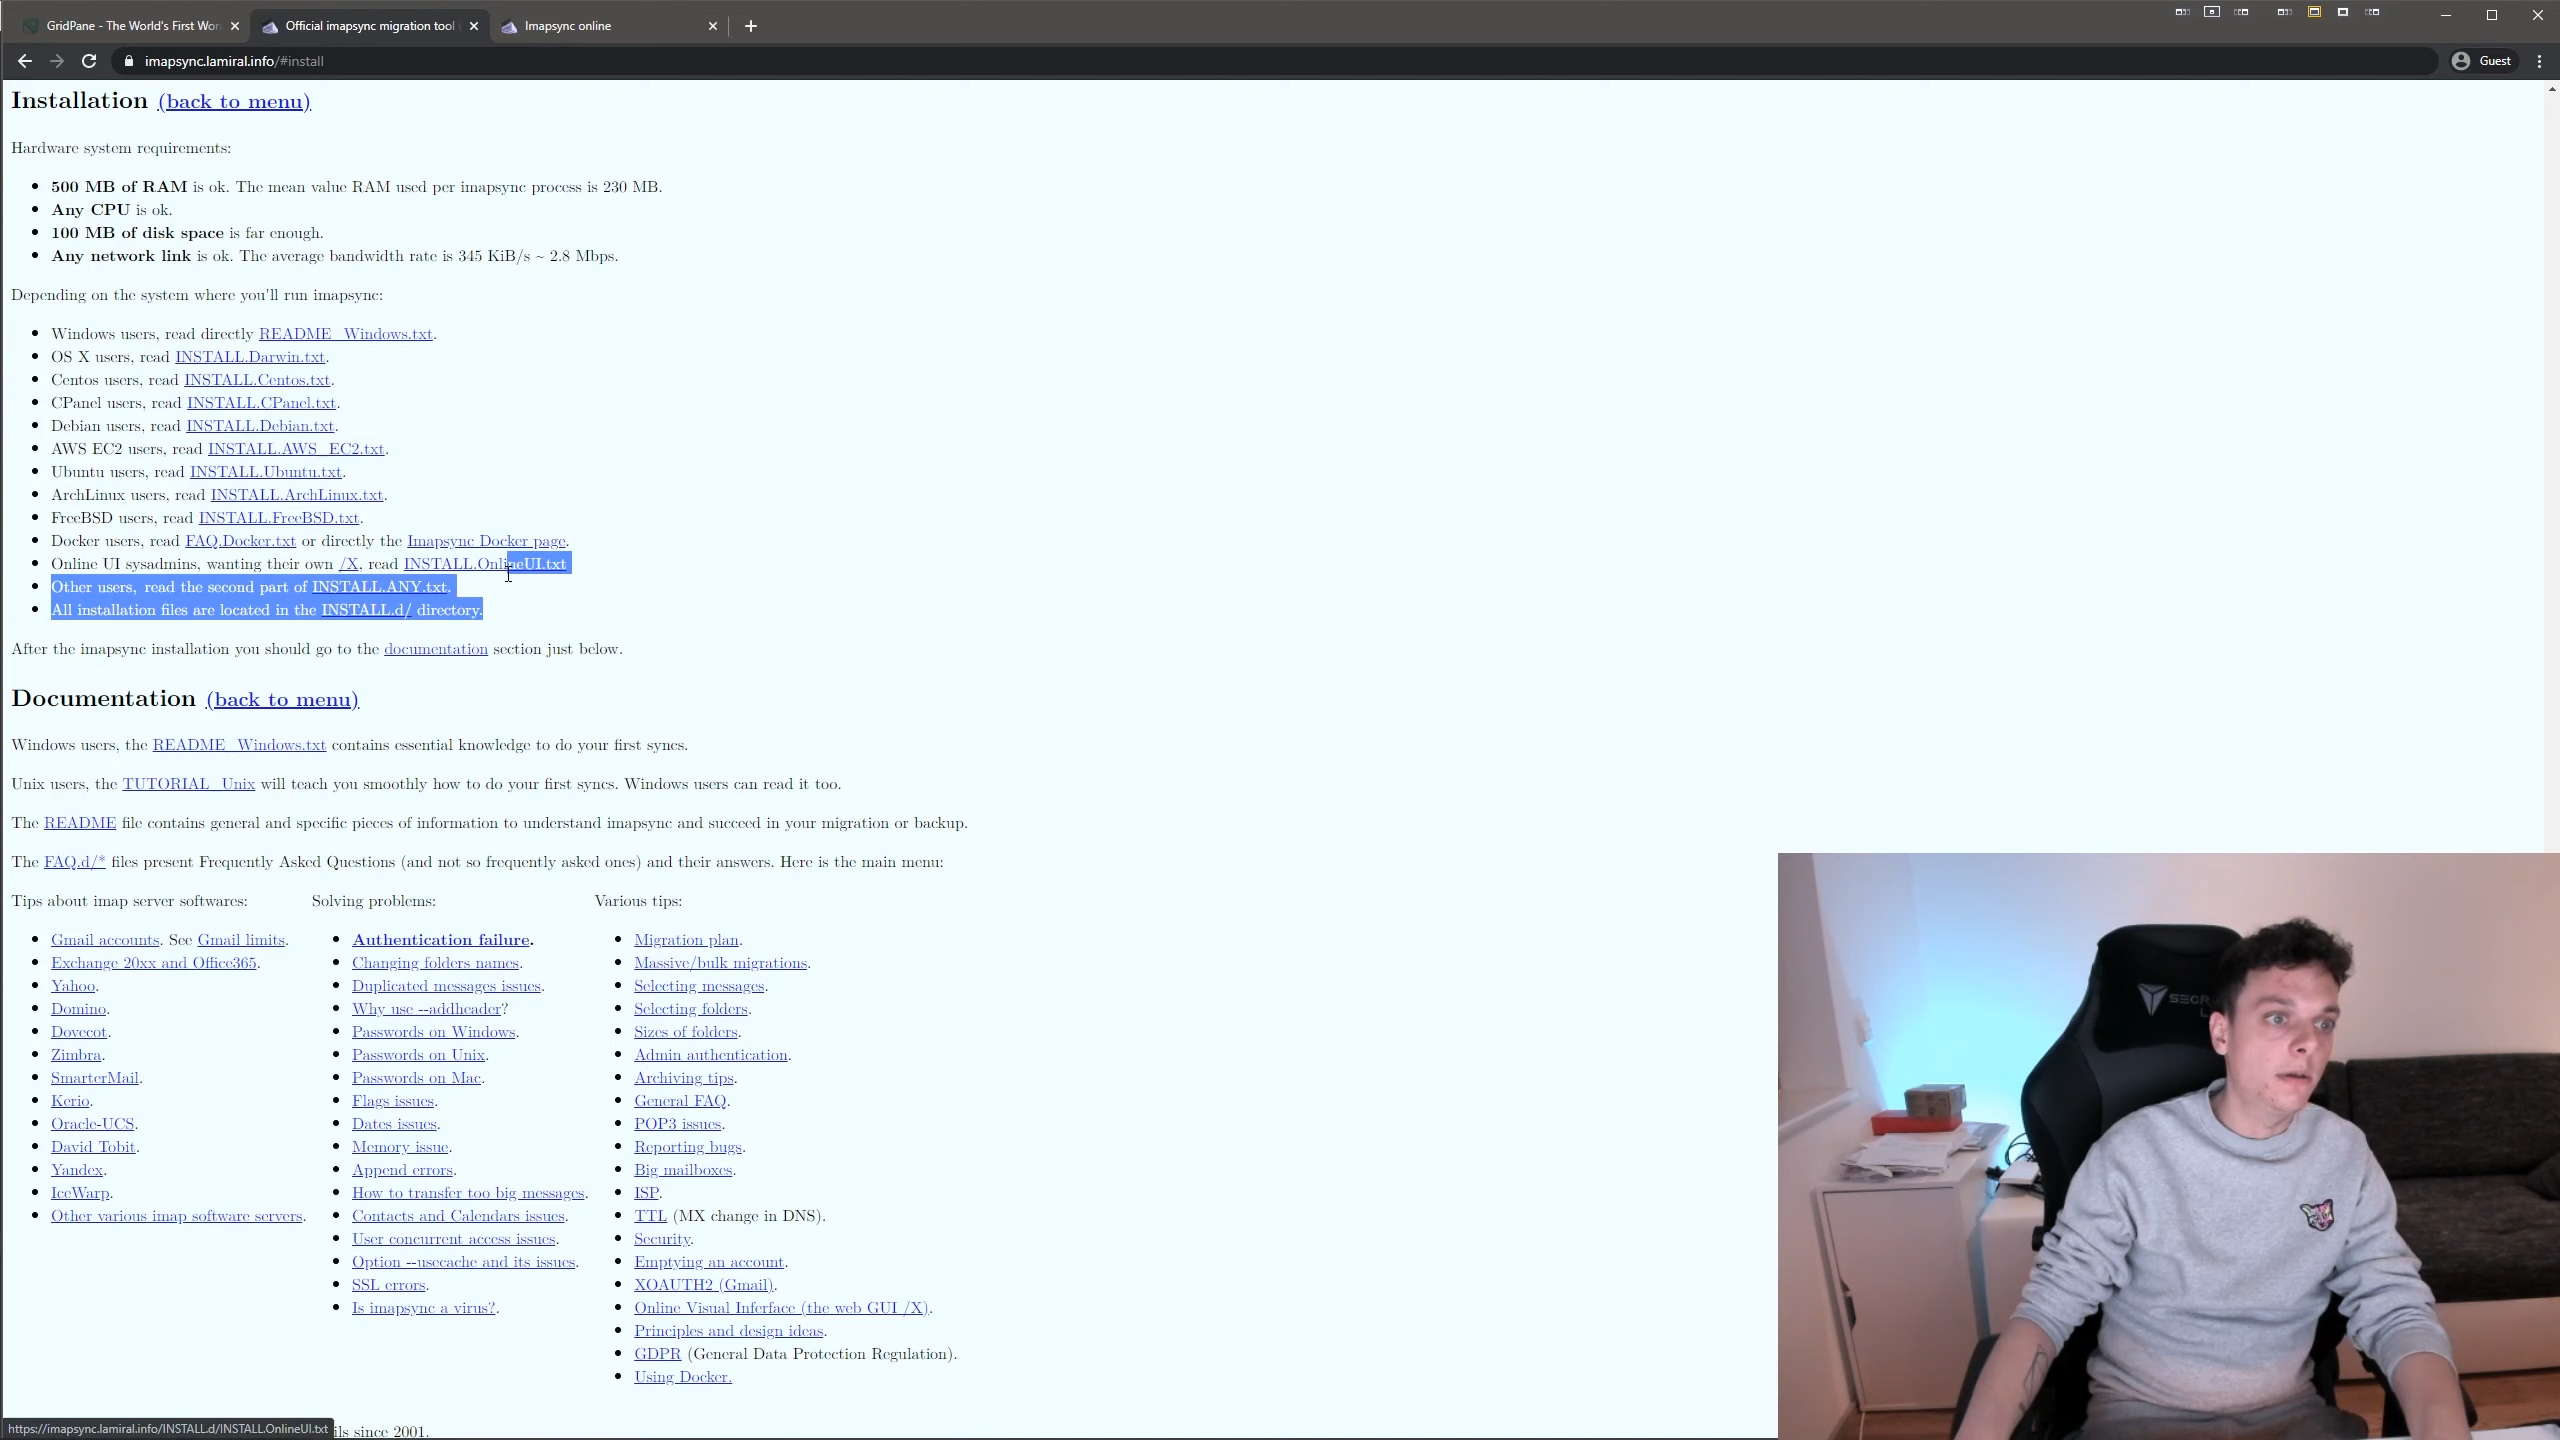 GridPane - The World's First Wor
Official imapsync migration tool
Imapsync online
imapsync.lamiral.info/#install
Guest
Installation (back to menu)
Hardware system requirements:
500 MB of RAM is ok. The mean value RAM used per imapsync process is 230 MB.
Any CPU is ok.
100 MB of disk space is far enough.
Any network link is ok. The average bandwidth rate is 345 KiB/s ~ 2.8 Mbps.
Depending on the system where you'll run imapsync:
Windows users, read directly README_Windows.txt.
OS X users, read INSTALL.Darwin.txt.
Centos users, read INSTALL.Centos.txt.
CPanel users, read INSTALL.CPanel.txt.
Debian users, read INSTALL.Debian.txt.
AWS EC2 users, read INSTALL.AWS_EC2.txt.
Ubuntu users, read INSTALL.Ubuntu.txt.
ArchLinux users, read INSTALL.ArchLinux.txt.
FreeBSD users, read INSTALL.FreeBSD.txt.
Docker users, read FAQ.Docker.txt or directly the Imapsync Docker page.
Online UI sysadmins, wanting their own /X, read INSTALL.OnlineUI.txt
Other users, read the second part of INSTALL.ANY.txt.
All installation files are located in the INSTALL.d/ directory.
After the imapsync installation you should go to the documentation section just below.
Documentation (back to menu)
Windows users, the README_Windows.txt contains essential knowledge to do your first syncs.
Unix users, the TUTORIAL_Unix will teach you smoothly how to do your first syncs. Windows users can read it too.
The README file contains general and specific pieces of information to understand imapsync and succeed in your migration or backup.
The FAQ.d/* files present Frequently Asked Questions (and not so frequently asked ones) and their answers. Here is the main menu:
Tips about imap server softwares:
Gmail accounts. See Gmail limits.
Exchange 20xx and Office365.
Yahoo.
Domino.
Dovecot.
Zimbra.
SmarterMail.
Kerio.
Oracle-UCS.
David Tobit.
Yandex.
IceWarp.
Other various imap software servers.
Solving problems:
Authentication failure.
Changing folders names.
Duplicated messages issues.
Why use --addheader?
Passwords on Windows.
Passwords on Unix.
Passwords on Mac.
Flags issues.
Dates issues.
Memory issue.
Append errors.
How to transfer too big messages.
Contacts and Calendars issues.
User concurrent access issues.
Option --usecache and its issues.
SSL errors.
Is imapsync a virus?.
Various tips:
Migration plan.
Massive/bulk migrations.
Selecting messages.
Selecting folders.
Sizes of folders.
Admin authentication.
Archiving tips.
General FAQ.
POP3 issues.
Reporting bugs.
Big mailboxes.
ISP.
TTL (MX change in DNS).
Security.
Emptying an account.
XOAUTH2 (Gmail).
Online Visual Inferface (the web GUI /X).
Principles and design ideas.
GDPR (General Data Protection Regulation).
Using Docker.
https://imapsync.lamiral.info/INSTALL.d/INSTALL.OnlineUI.txt
ils since 2001.